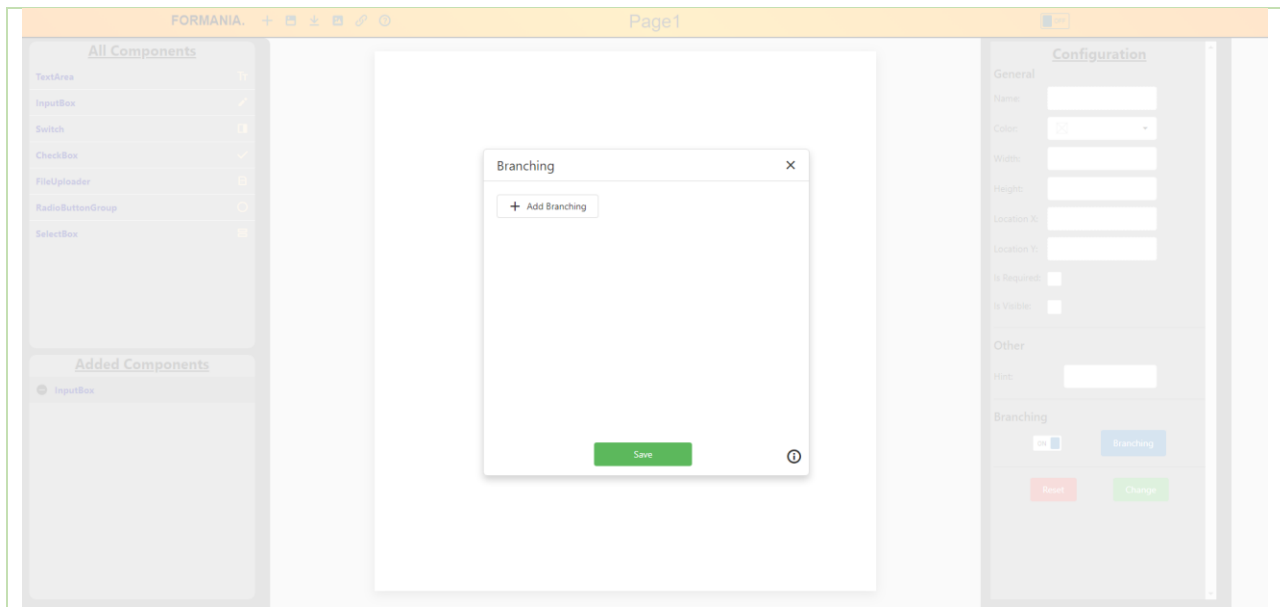 FORMANIA.
Page1
All Components
TextArea
InputBox
Switch
CheckBox
FileUploader
RadioButtonGroup
SelectBox
Added Components
InputBox
Branching
Add Branching
Save
Configuration
General
Name:
Color:
Width:
Height:
Location X:
Location Y:
Is Required:
Is Visible:
Other
Hint:
Branching
ON
Branching
Reset
Change